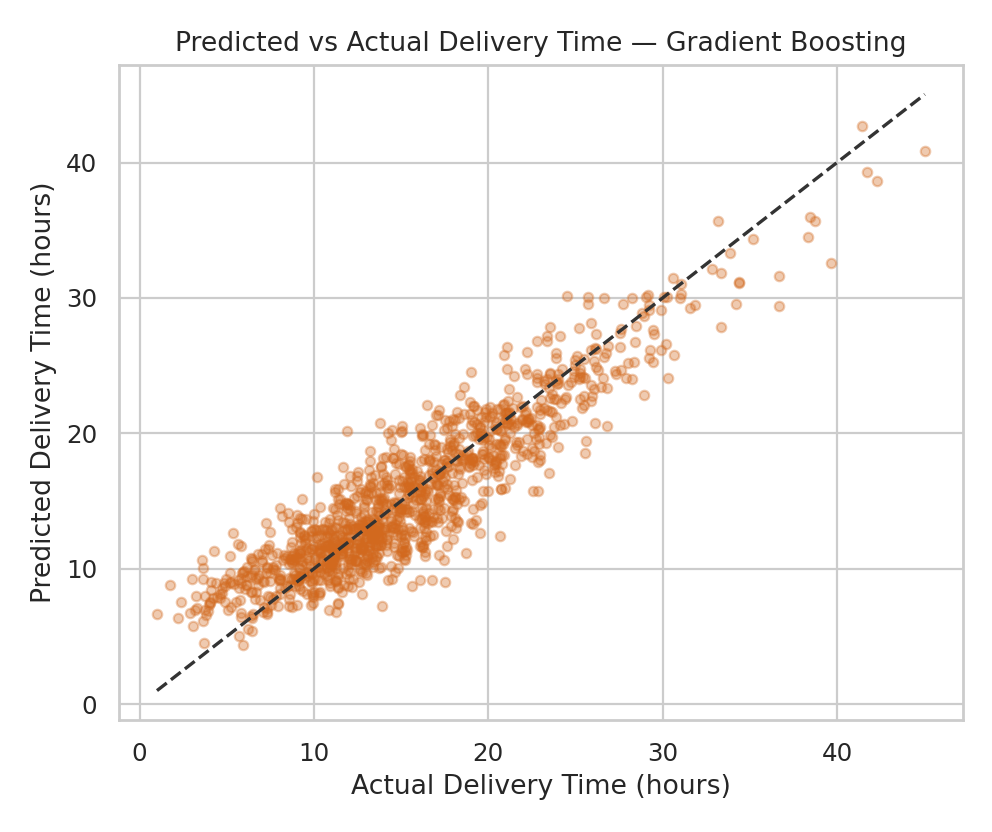 Predicted vs Actual Delivery Time — Gradient Boosting
Predicted Delivery Time (hours)
40
30
20
10
0
0 10 20 30 40
Actual Delivery Time (hours)